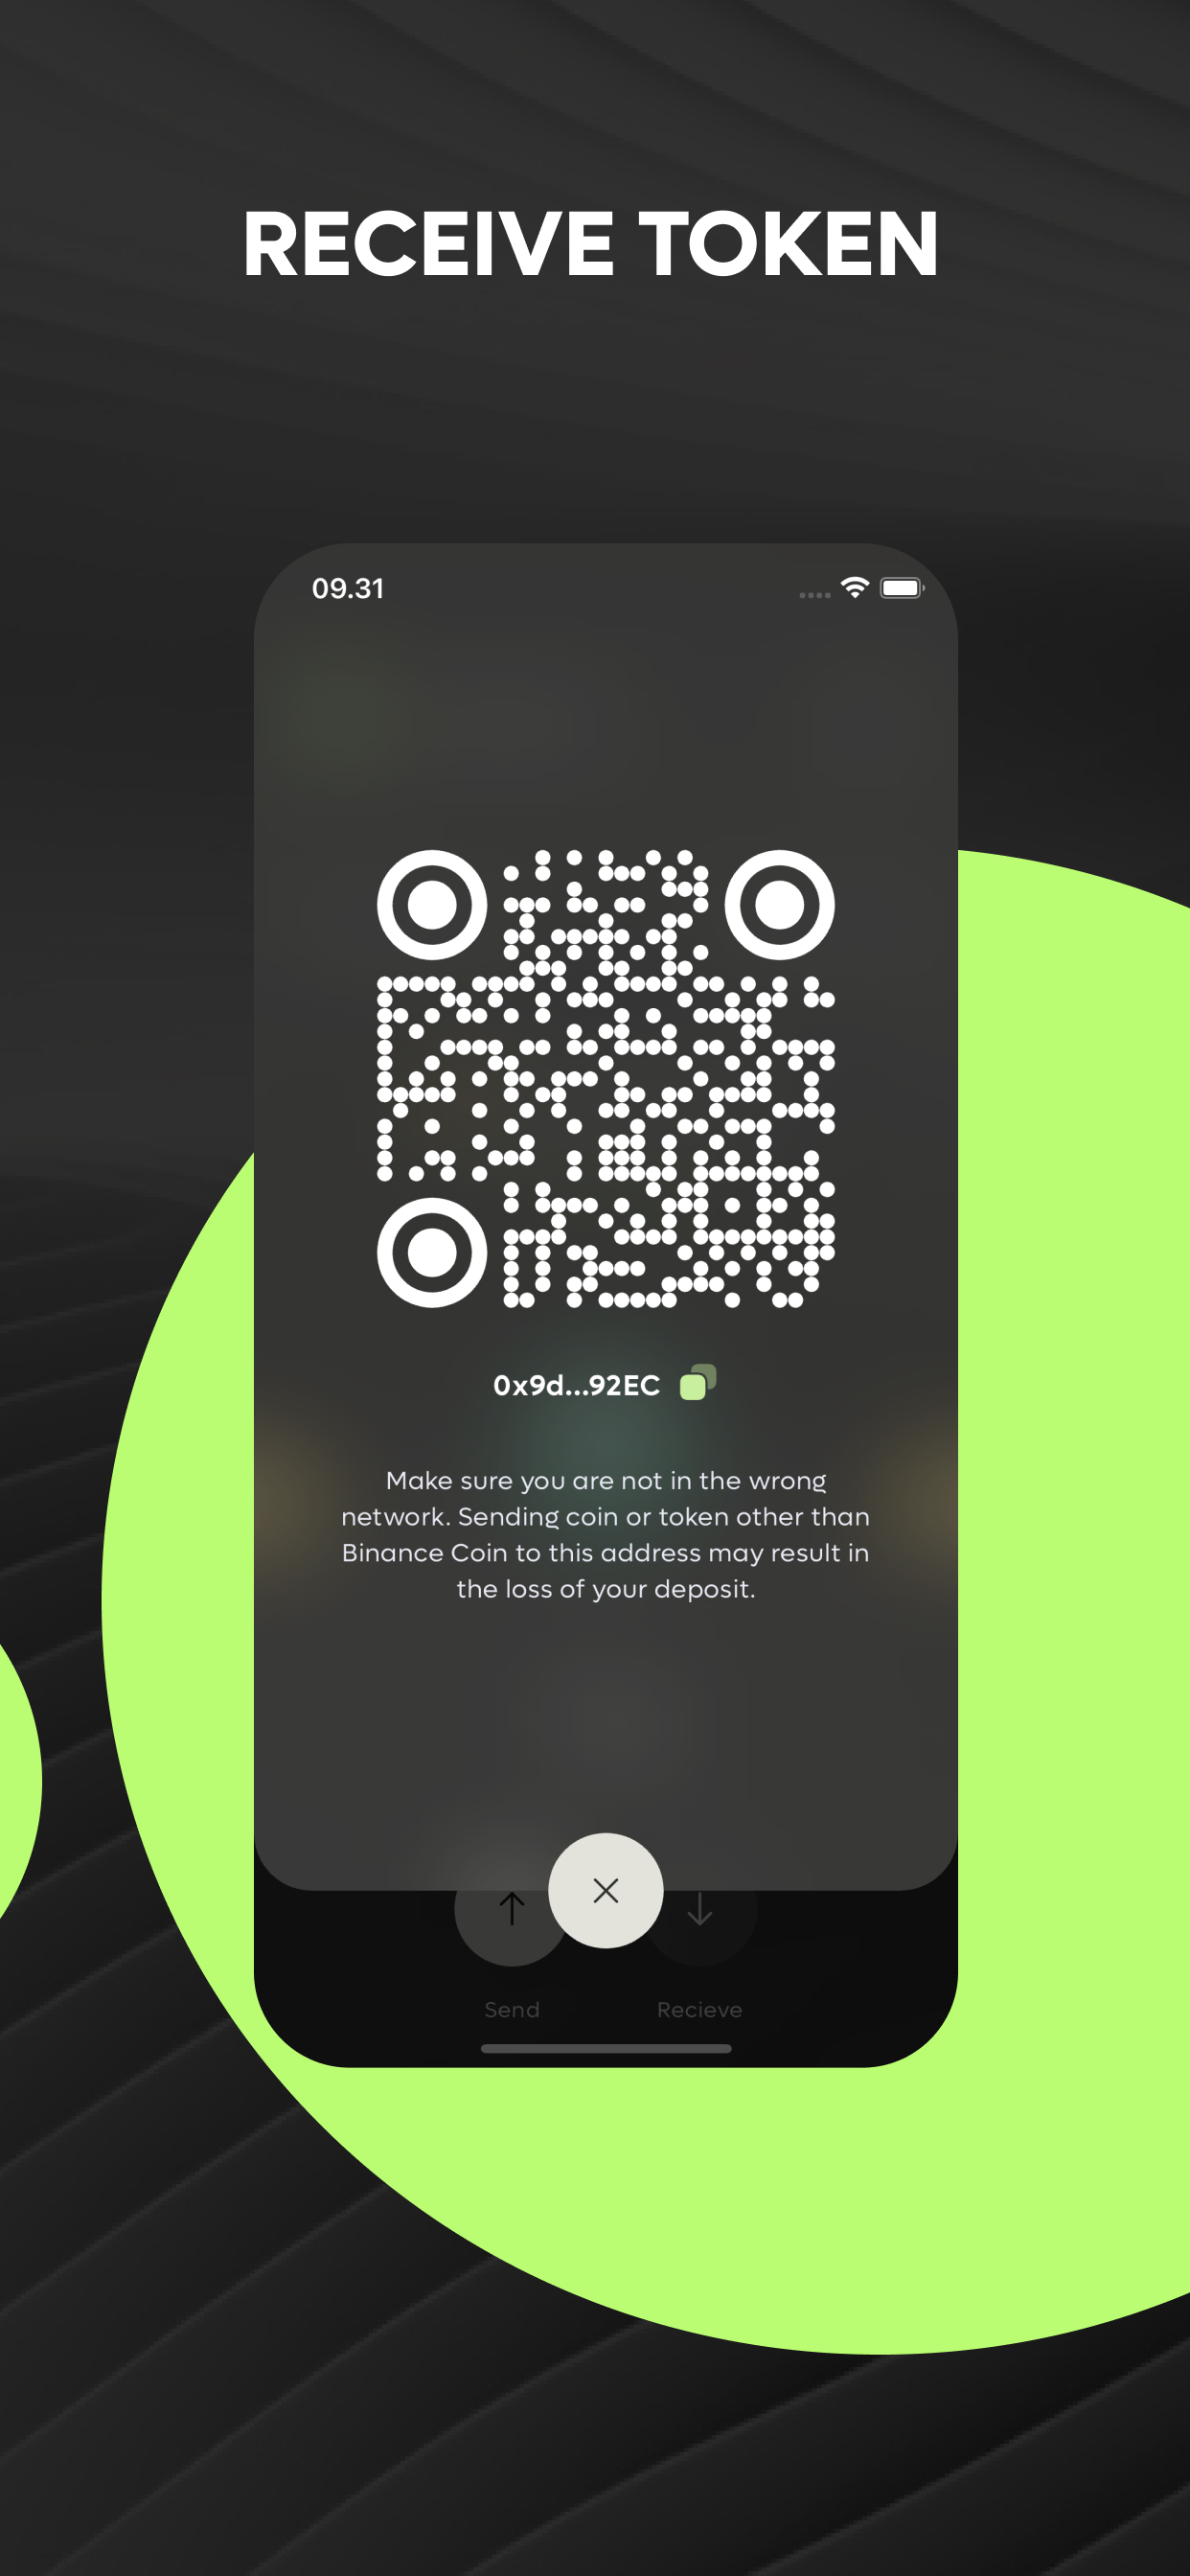 RECEIVE TOKEN
09.31
0x9d...92EC
Make sure you are not in the wrong
network. Sending coin or token other than
Binance Coin to this address may result in
the loss of your deposit.
Send
Recieve